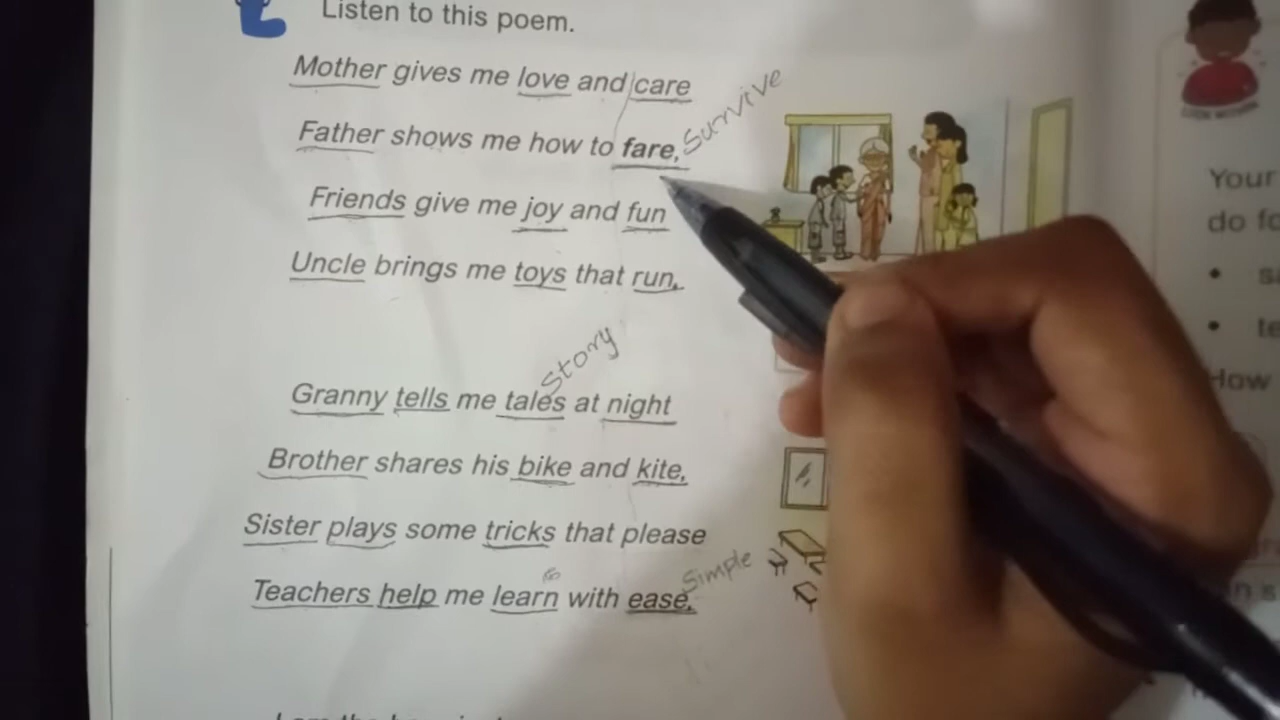 Listen to this poem.
Mother gives me love and care
Father shows me how to fare, Survive
Friends give me joy and fun
Uncle brings me toys that run,
Story
Granny tells me tales at night
Brother shares his bike and kite,
Sister plays some tricks that please
Teachers help me learn with ease, Simple
Your
do
•
•
How